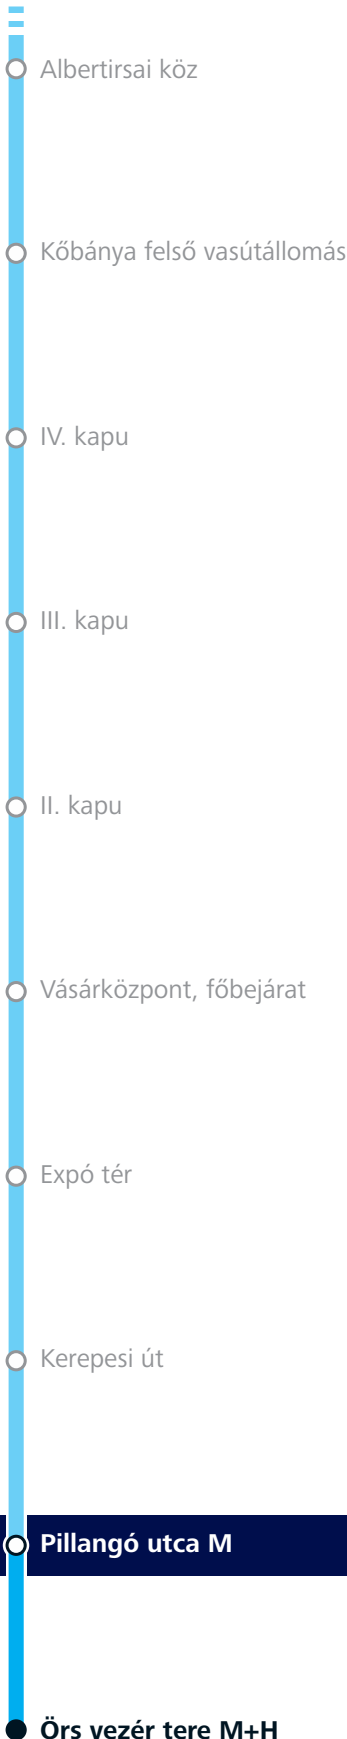 Albertirsai köz
Kőbánya felső vasútállomás
IV. kapu
III. kapu
II. kapu
Vásárközpont, főbejárat
Expó tér
Kerepesi út
Pillangó utca M
Örs vezér tere M+H